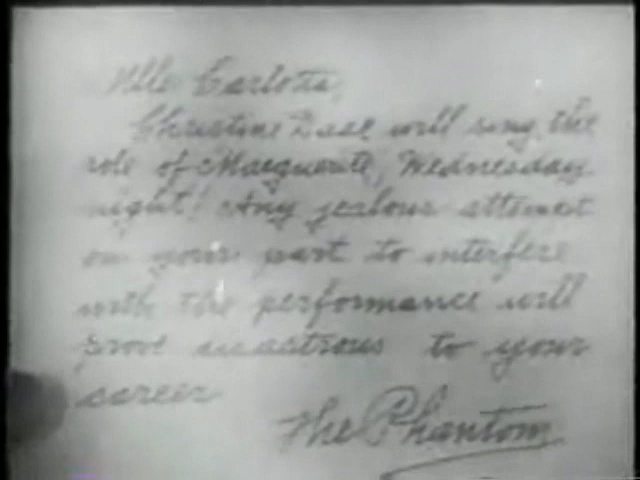 Mlle Carlotta,
Christine Daae will sing the
role of Marguerite, Wednesday
night! Any jealous attempt
on your part to interfere
with the performance will
prove disastrous to your
career
The Phantom